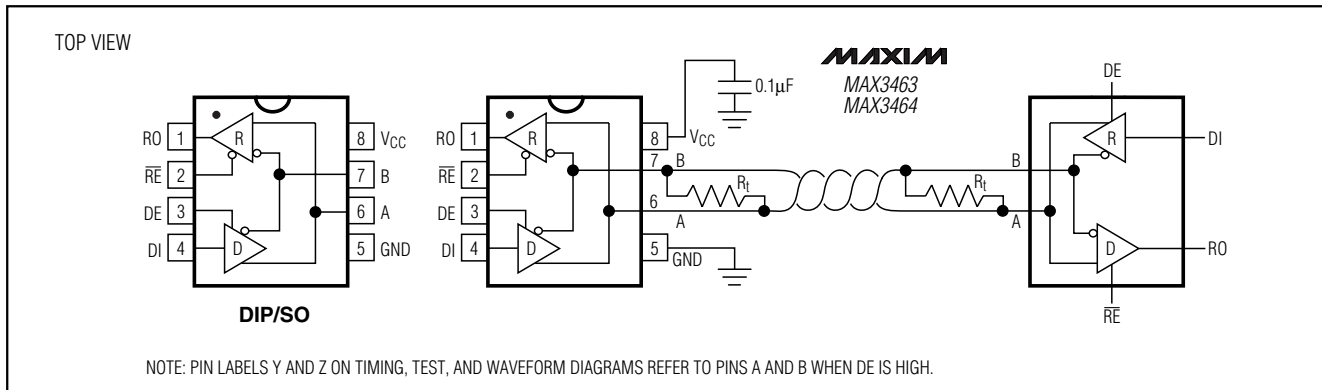 TOP VIEW
MAXIM
MAX3463
MAX3464
RO 1
RE 2
DE 3
DI 4
8 VCC
7 B
6 A
5 GND
R
D
DIP/SO
RO 1
RE 2
DE 3
DI 4
R
D
8 VCC
0.1µF
7 B
6 A
5 GND
Rt
Rt
B
A
DE
R
DI
D
RO
RE
NOTE: PIN LABELS Y AND Z ON TIMING, TEST, AND WAVEFORM DIAGRAMS REFER TO PINS A AND B WHEN DE IS HIGH.